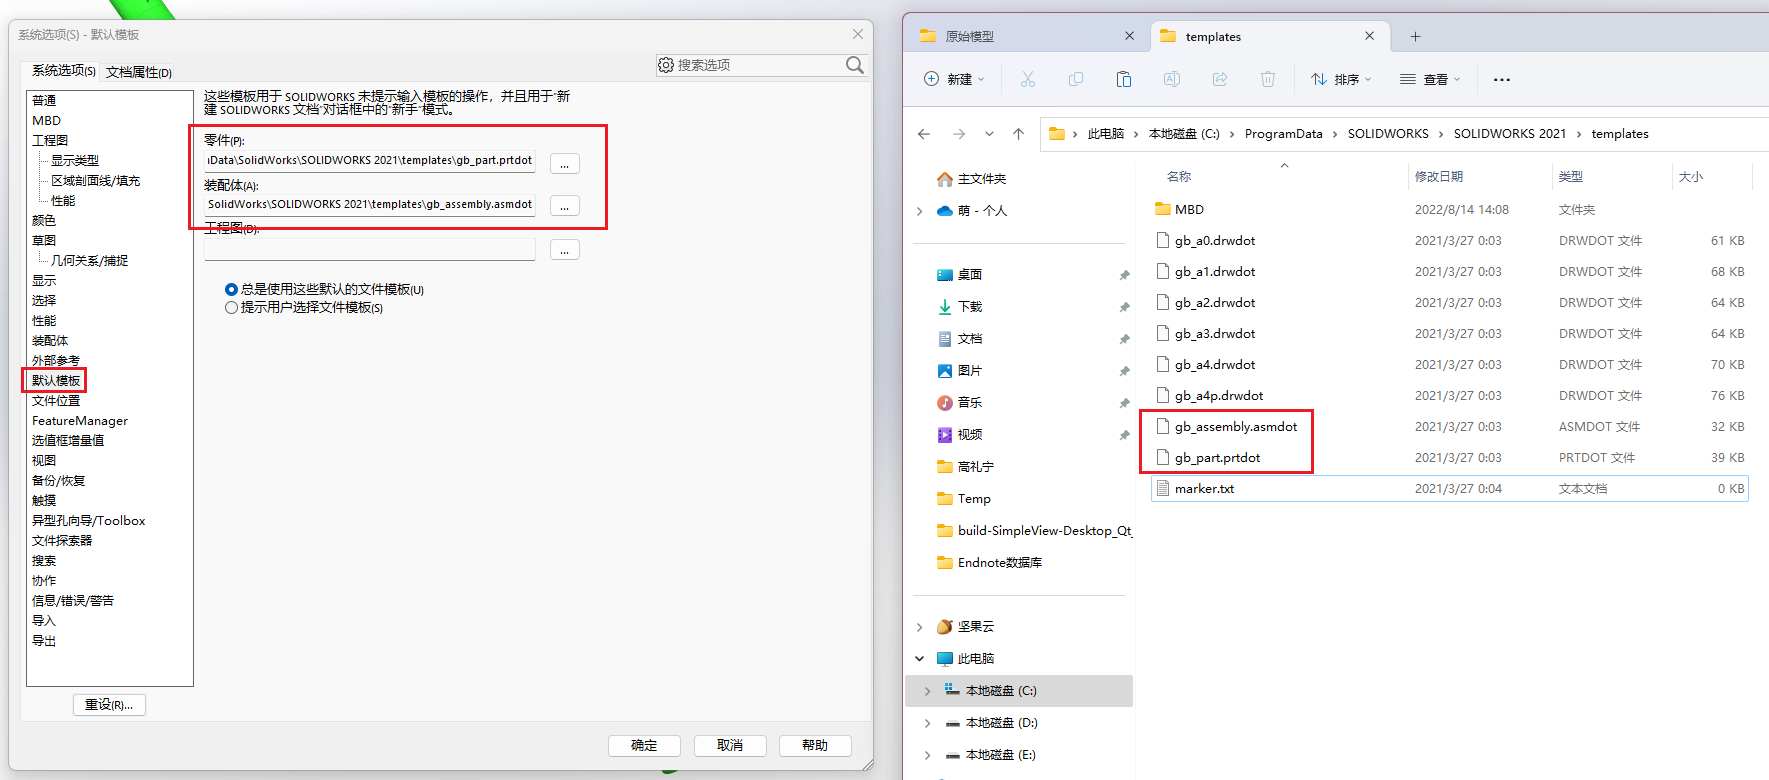 系统选项(S) - 默认模板
系统选项(S) 文档属性(D)
搜索选项
普通
MBD
工程图
显示类型
区域剖面线/填充
性能
颜色
草图
几何关系/捕捉
显示
选择
性能
装配体
外部参考
默认模板
文件位置
FeatureManager
选值框增量值
视图
备份/恢复
触摸
异型孔向导/Toolbox
文件探索器
搜索
协作
信息/错误/警告
导入
导出
重设(R)...
这些模板用于 SOLIDWORKS 未提示输入模板的操作，并且用于“新
建 SOLIDWORKS 文档”对话框中的“新手”模式。
零件(P):
ıData\SolidWorks\SOLIDWORKS 2021\templates\gb_part.prtdot
...
装配体(A):
SolidWorks\SOLIDWORKS 2021\templates\gb_assembly.asmdot
...
工程图(D):
...
总是使用这些默认的文件模板(U)
提示用户选择文件模板(S)
确定 取消 帮助
原始模型
templates
新建
排序
查看
此电脑 本地磁盘 (C:) ProgramData SOLIDWORKS SOLIDWORKS 2021 templates
主文件夹
萌 - 个人
桌面
下载
文档
图片
音乐
视频
高礼宁
Temp
build-SimpleView-Desktop_Qt_
Endnote数据库
坚果云
此电脑
本地磁盘 (C:)
本地磁盘 (D:)
本地磁盘 (E:)
名称 修改日期 类型 大小
MBD 2022/8/14 14:08 文件夹
gb_a0.drwdot 2021/3/27 0:03 DRWDOT 文件 61 KB
gb_a1.drwdot 2021/3/27 0:03 DRWDOT 文件 68 KB
gb_a2.drwdot 2021/3/27 0:03 DRWDOT 文件 64 KB
gb_a3.drwdot 2021/3/27 0:03 DRWDOT 文件 64 KB
gb_a4.drwdot 2021/3/27 0:03 DRWDOT 文件 70 KB
gb_a4p.drwdot 2021/3/27 0:03 DRWDOT 文件 76 KB
gb_assembly.asmdot 2021/3/27 0:03 ASMDOT 文件 32 KB
gb_part.prtdot 2021/3/27 0:03 PRTDOT 文件 39 KB
marker.txt 2021/3/27 0:04 文本文档 0 KB